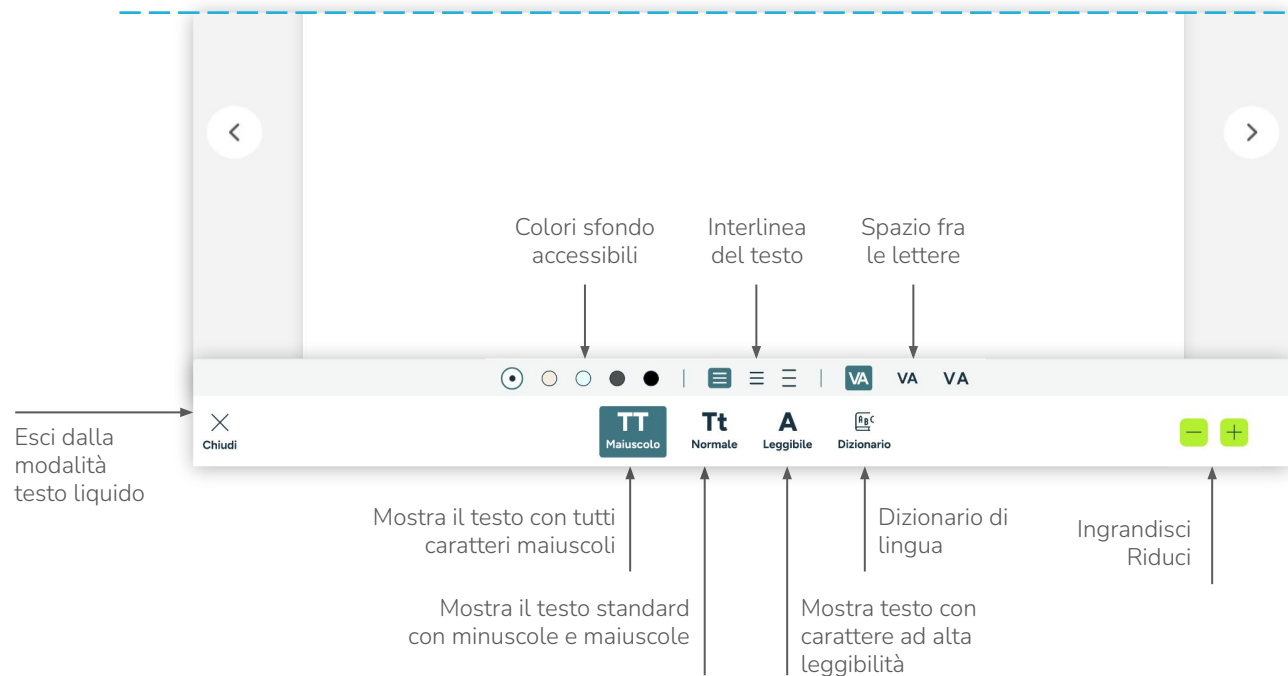 Colori sfondo
accessibili
Interlinea
del testo
Spazio fra
le lettere
VA VA VA
Esci dalla
modalità
testo liquido
Chiudi
TT
Maiuscolo
Tt
Normale
A
Leggibile
ABC
Dizionario
− +
Mostra il testo con tutti
caratteri maiuscoli
Dizionario di
lingua
Ingrandisci
Riduci
Mostra il testo standard
con minuscole e maiuscole
Mostra testo con
carattere ad alta
leggibilità